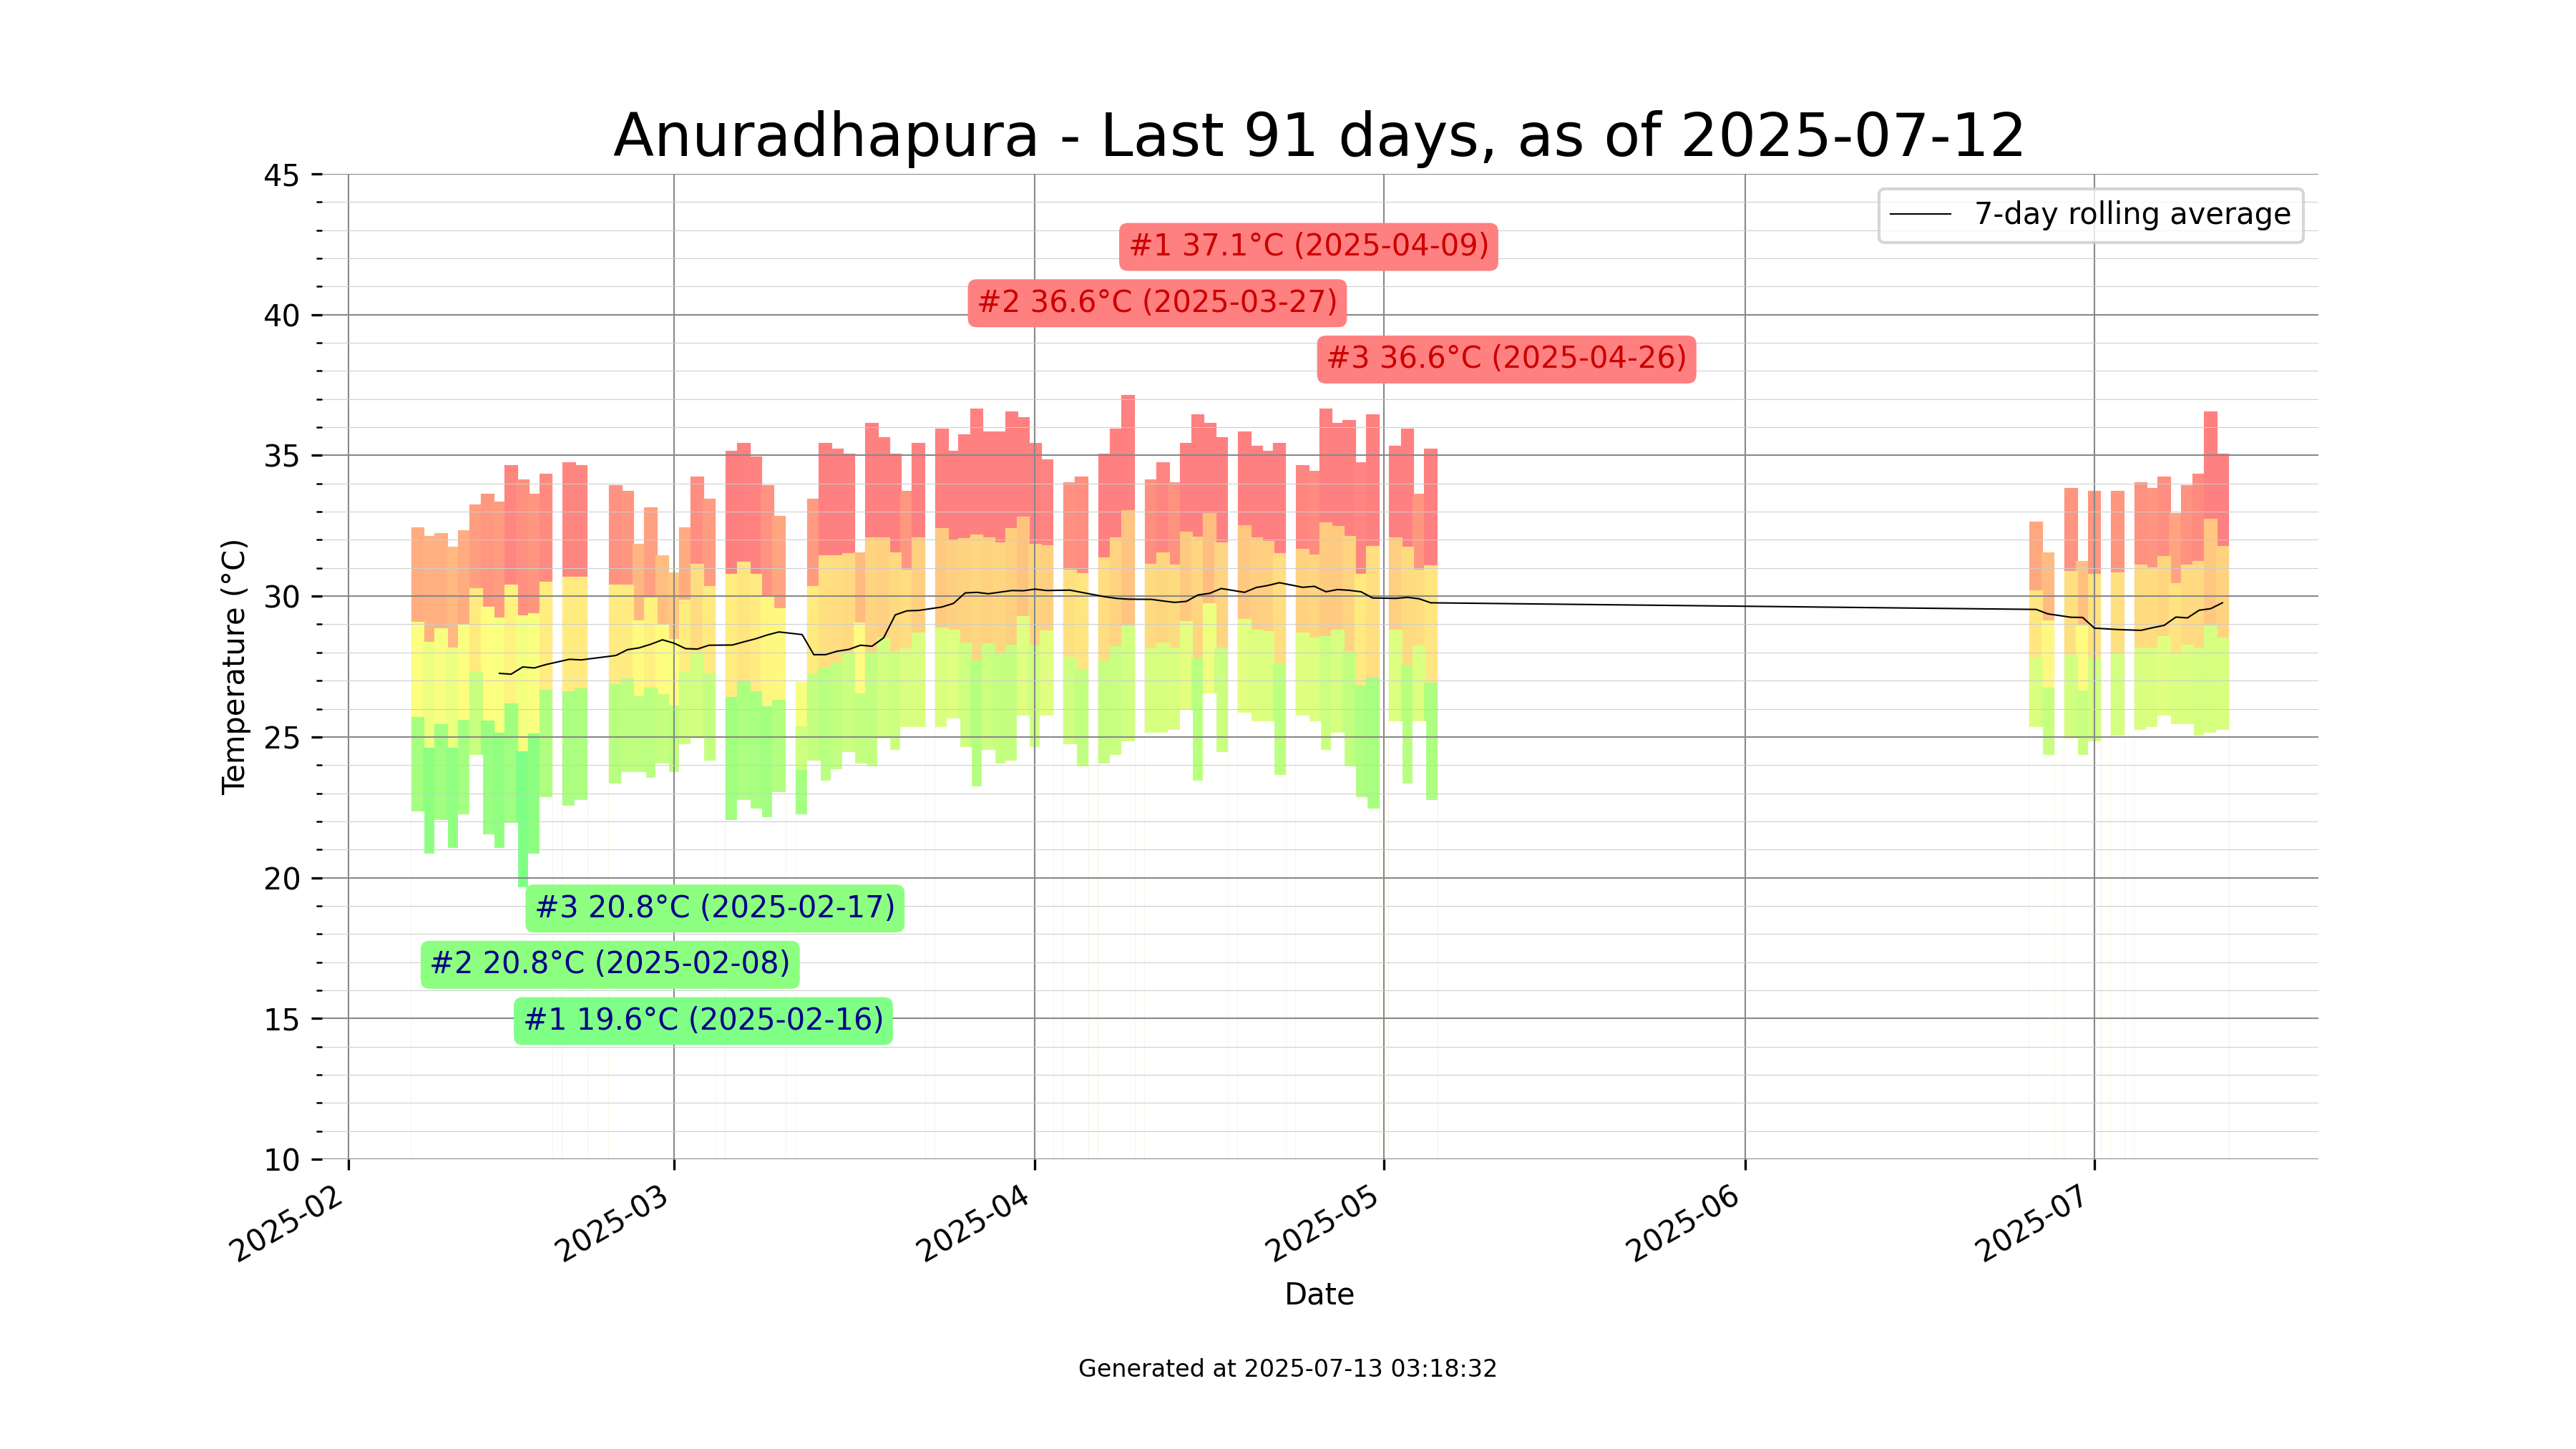 Anuradhapura - Last 91 days, as of 2025-07-12
45
40
35
30
25
20
15
10
Temperature (°C)
7-day rolling average
#1 37.1°C (2025-04-09)
#2 36.6°C (2025-03-27)
#3 36.6°C (2025-04-26)
#3 20.8°C (2025-02-17)
#2 20.8°C (2025-02-08)
#1 19.6°C (2025-02-16)
2025-02
2025-03
2025-04
2025-05
2025-06
2025-07
Date
Generated at 2025-07-13 03:18:32